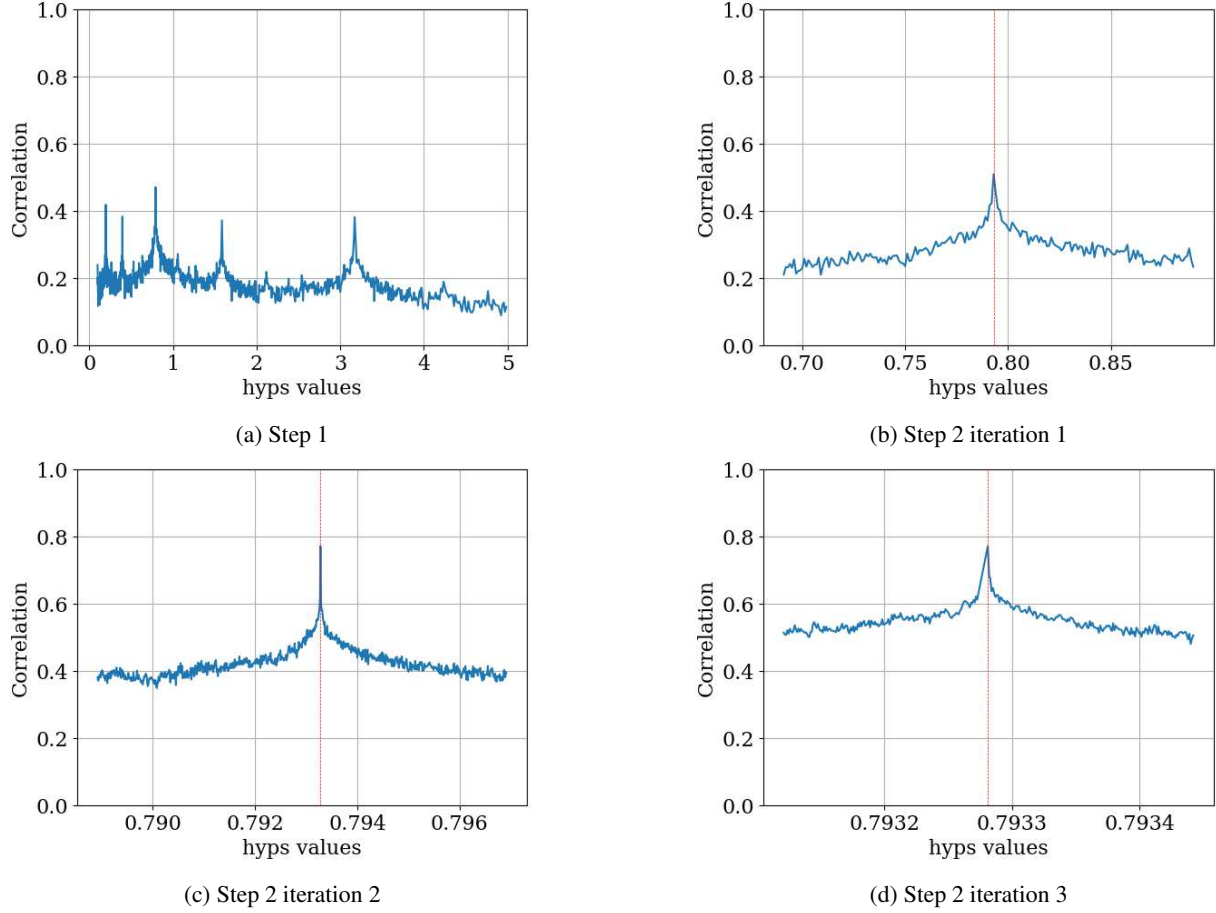 1.0
0.8
0.6
0.4
0.2
0.0
Correlation
0 1 2 3 4 5
hyps values
(a) Step 1
1.0
0.8
0.6
0.4
0.2
0.0
Correlation
0.70 0.75 0.80 0.85
hyps values
(b) Step 2 iteration 1
1.0
0.8
0.6
0.4
0.2
0.0
Correlation
0.790 0.792 0.794 0.796
hyps values
(c) Step 2 iteration 2
1.0
0.8
0.6
0.4
0.2
0.0
Correlation
0.7932 0.7933 0.7934
hyps values
(d) Step 2 iteration 3